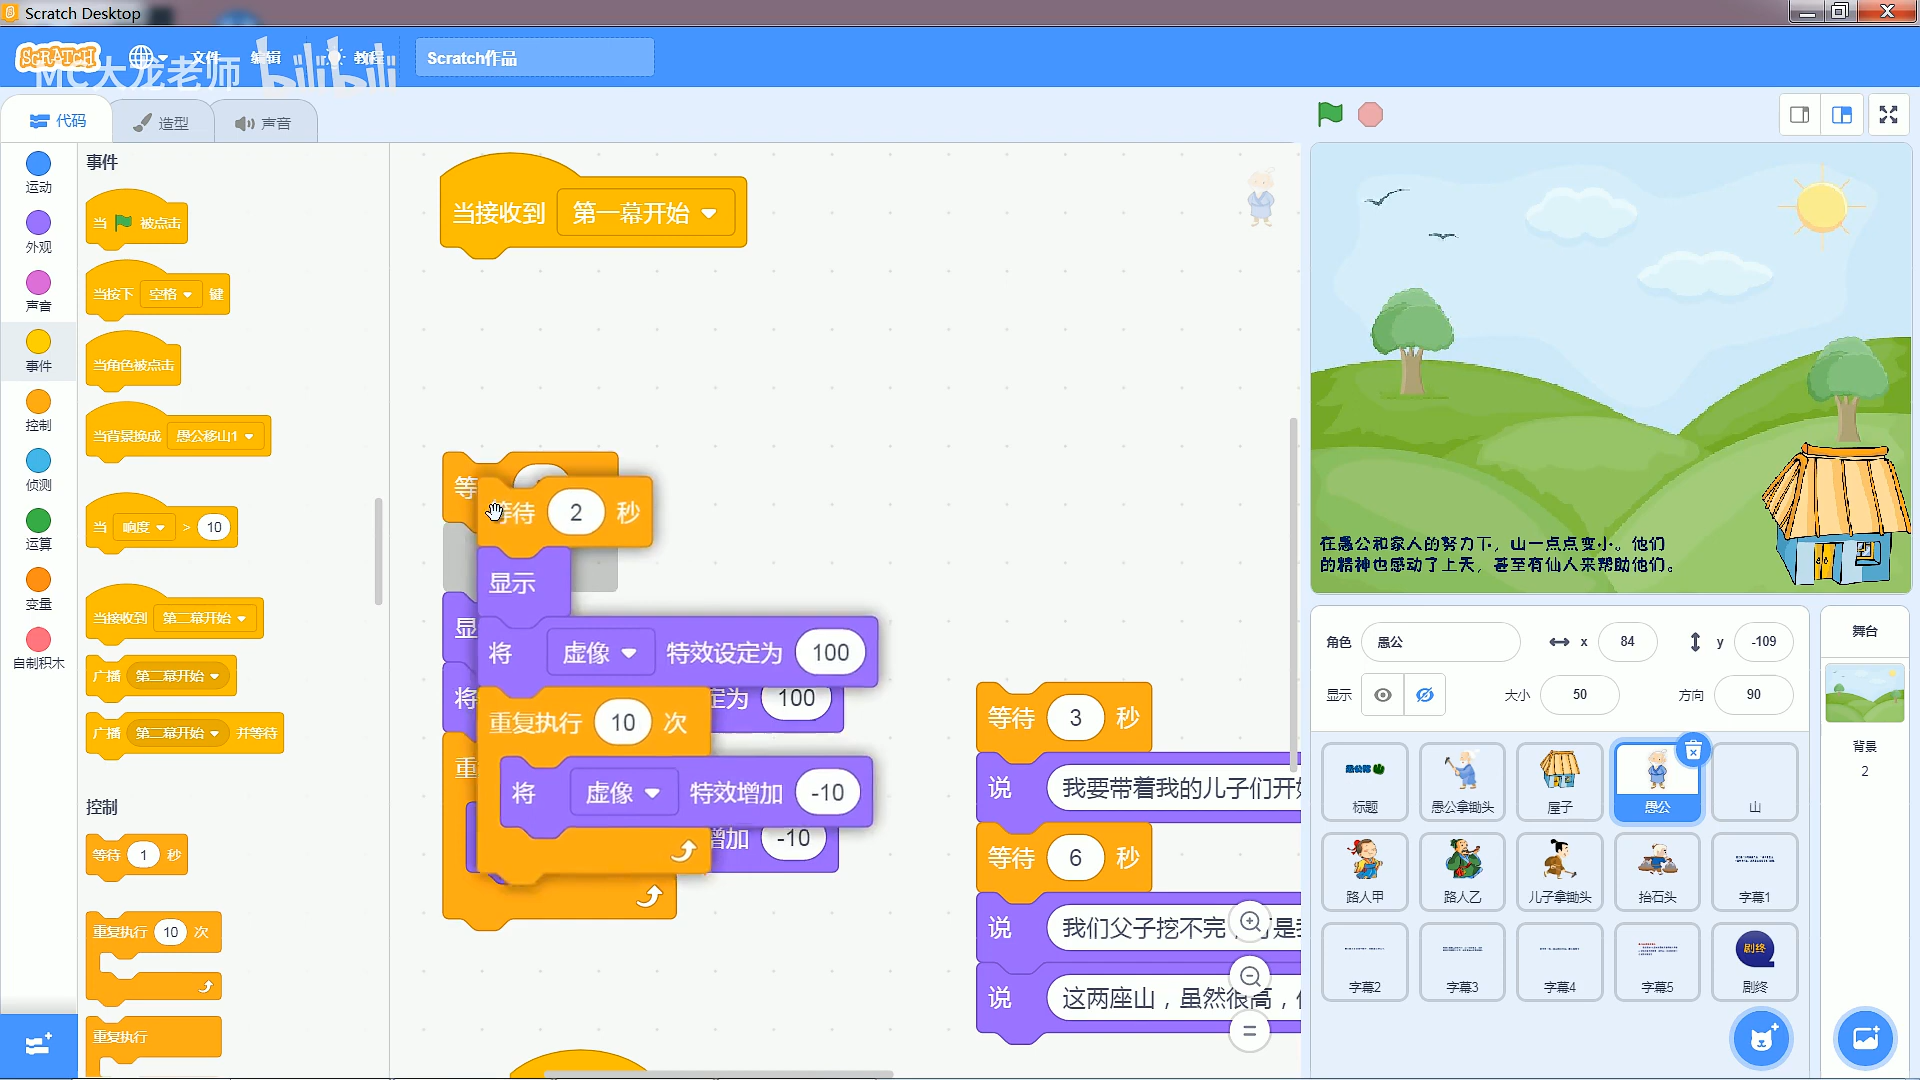 Scratch Desktop
SCRATCH
文件
编辑
教程
Scratch作品
MC大龙老师
bilibili
代码
造型
声音
运动
外观
声音
事件
控制
侦测
运算
变量
自制积木
事件
当 被点击
当按下 空格 键
当角色被点击
当背景换成 愚公移山1
当 响度 > 10
当接收到 第二幕开始
广播 第二幕开始
广播 第二幕开始 并等待
控制
等待 1 秒
重复执行 10 次
重复执行
当接收到 第一幕开始
等
等待 2 秒
显示
显
将 虚像 特效设定为 100
将 定为 100
重复执行 10 次
重
将 虚像 特效增加 -10
增加 -10
等待 3 秒
说 我要带着我的儿子们开
等待 6 秒
说 我们父子挖不完
说 这两座山，虽然很高，
在愚公和家人的努力下，山一点点变小。他们
的精神也感动了上天，甚至有仙人来帮助他们。
角色 愚公 x 84 y -109
显示 大小 50 方向 90
舞台
背景
2
标题
愚公拿锄头
屋子
愚公
山
路人甲
路人乙
儿子拿锄头
抬石头
字幕1
字幕2
字幕3
字幕4
字幕5
剧终
剧终